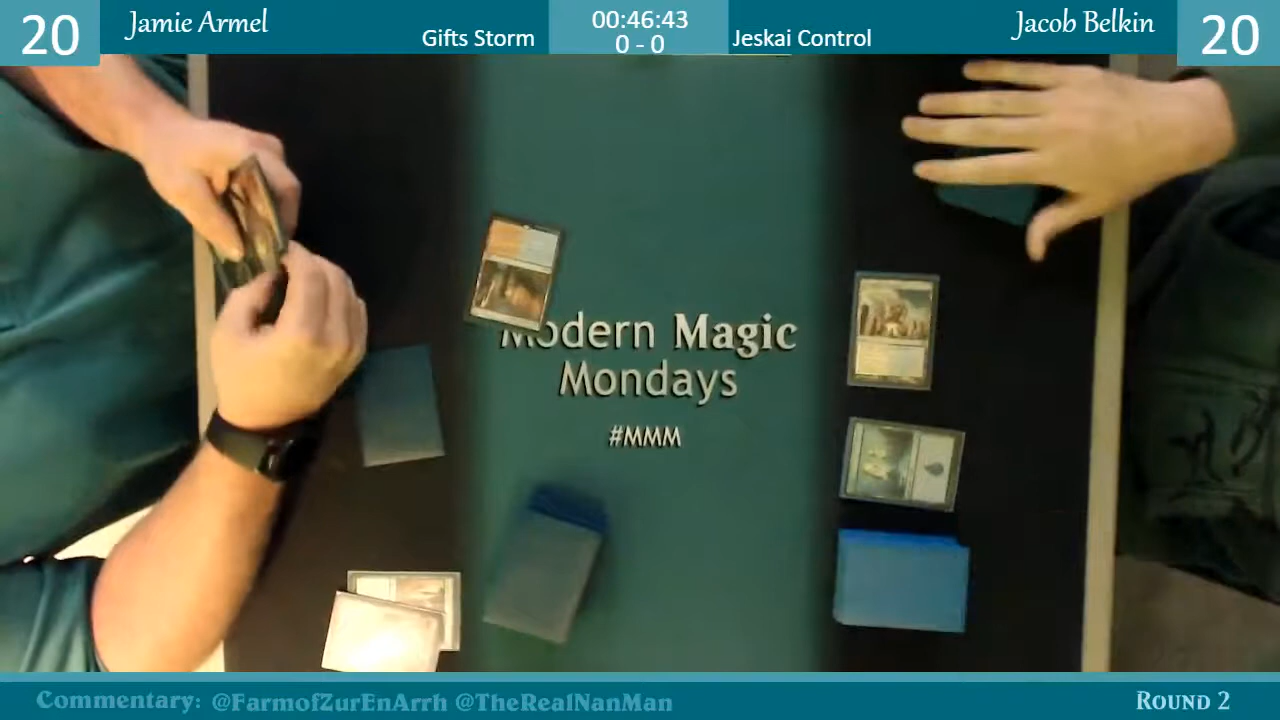 20
Jamie Armel
Gifts Storm
00:46:43
0 - 0
Jeskai Control
Jacob Belkin
20
Modern Magic
Mondays
#MMM
Commentary: @FarmofZurEnArrh @TheRealNanMan
Round 2